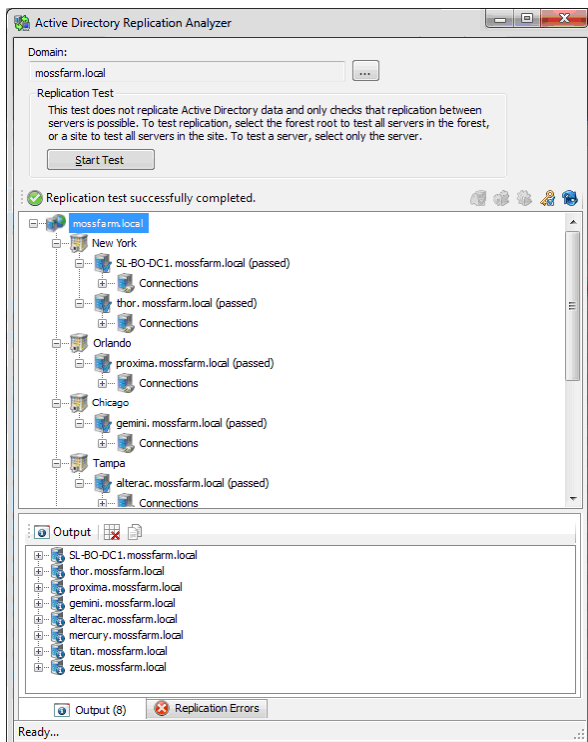 Active Directory Replication Analyzer
Domain:
mossfarm.local
...
Replication Test
This test does not replicate Active Directory data and only checks that replication between
servers is possible. To test replication, select the forest root to test all servers in the forest,
or a site to test all servers in the site. To test a server, select only the server.
Start Test
Replication test successfully completed.
mossfarm.local
New York
SL-BO-DC1. mossfarm.local (passed)
Connections
thor. mossfarm.local (passed)
Connections
Orlando
proxima. mossfarm.local (passed)
Connections
Chicago
gemini. mossfarm.local (passed)
Connections
Tampa
alterac. mossfarm.local (passed)
Connections
Output
SL-BO-DC1. mossfarm.local
thor. mossfarm.local
proxima. mossfarm.local
gemini. mossfarm.local
alterac. mossfarm.local
mercury. mossfarm.local
titan. mossfarm.local
zeus. mossfarm.local
Output (8)
Replication Errors
Ready...